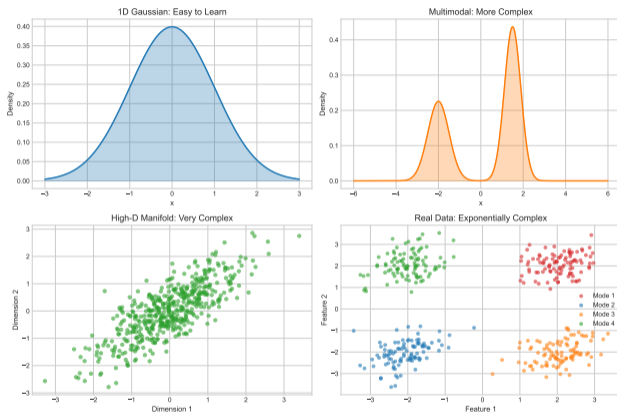 1D Gaussian: Easy to Learn
0.40
0.35
0.30
0.25
0.20
0.15
0.10
0.05
0.00
Density
−3 −2 −1 0 1 2 3
x
Multimodal: More Complex
0.4
0.3
0.2
0.1
0.0
Density
−6 −4 −2 0 2 4 6
x
High-D Manifold: Very Complex
3
2
1
0
−1
−2
−3
Dimension 2
−3 −2 −1 0 1 2 3
Dimension 1
Real Data: Exponentially Complex
3
2
1
0
−1
−2
−3
Feature 2
Mode 1
Mode 2
Mode 3
Mode 4
−3 −2 −1 0 1 2 3
Feature 1